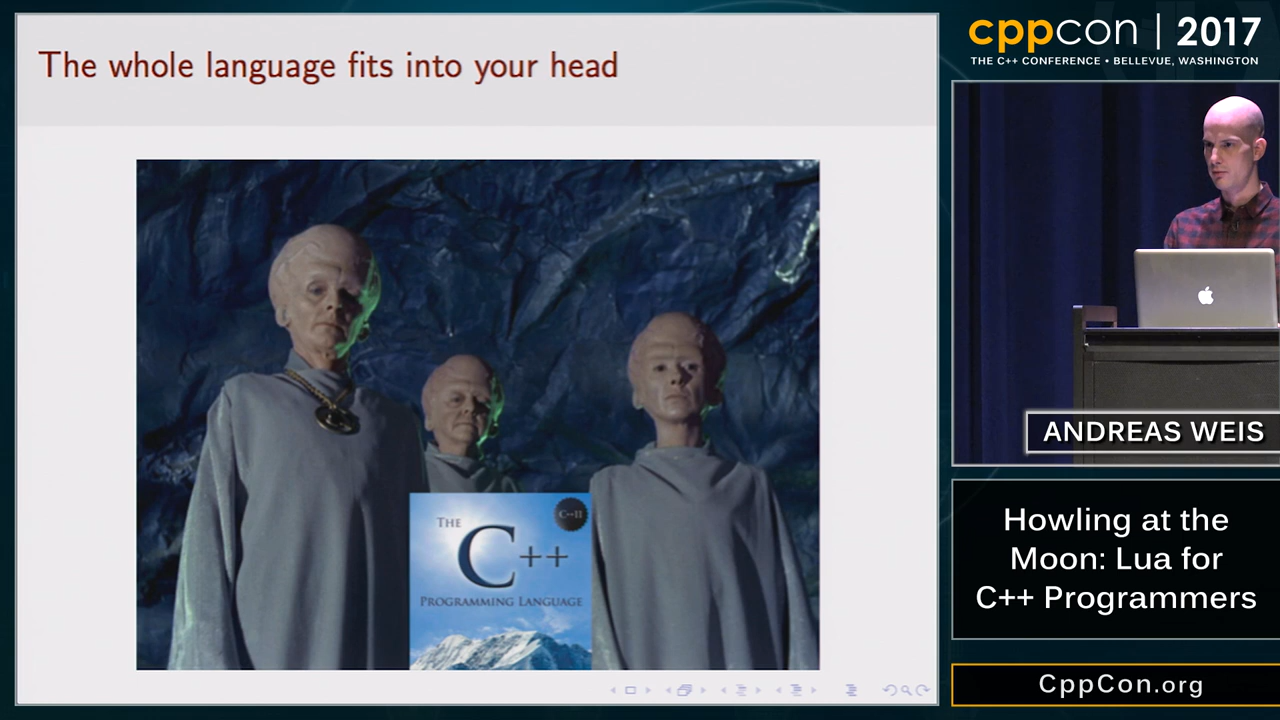 The whole language fits into your head
THE
C++
PROGRAMMING LANGUAGE
C++11
cppcon | 2017
THE C++ CONFERENCE • BELLEVUE, WASHINGTON
ANDREAS WEIS
Howling at the
Moon: Lua for
C++ Programmers
CppCon.org